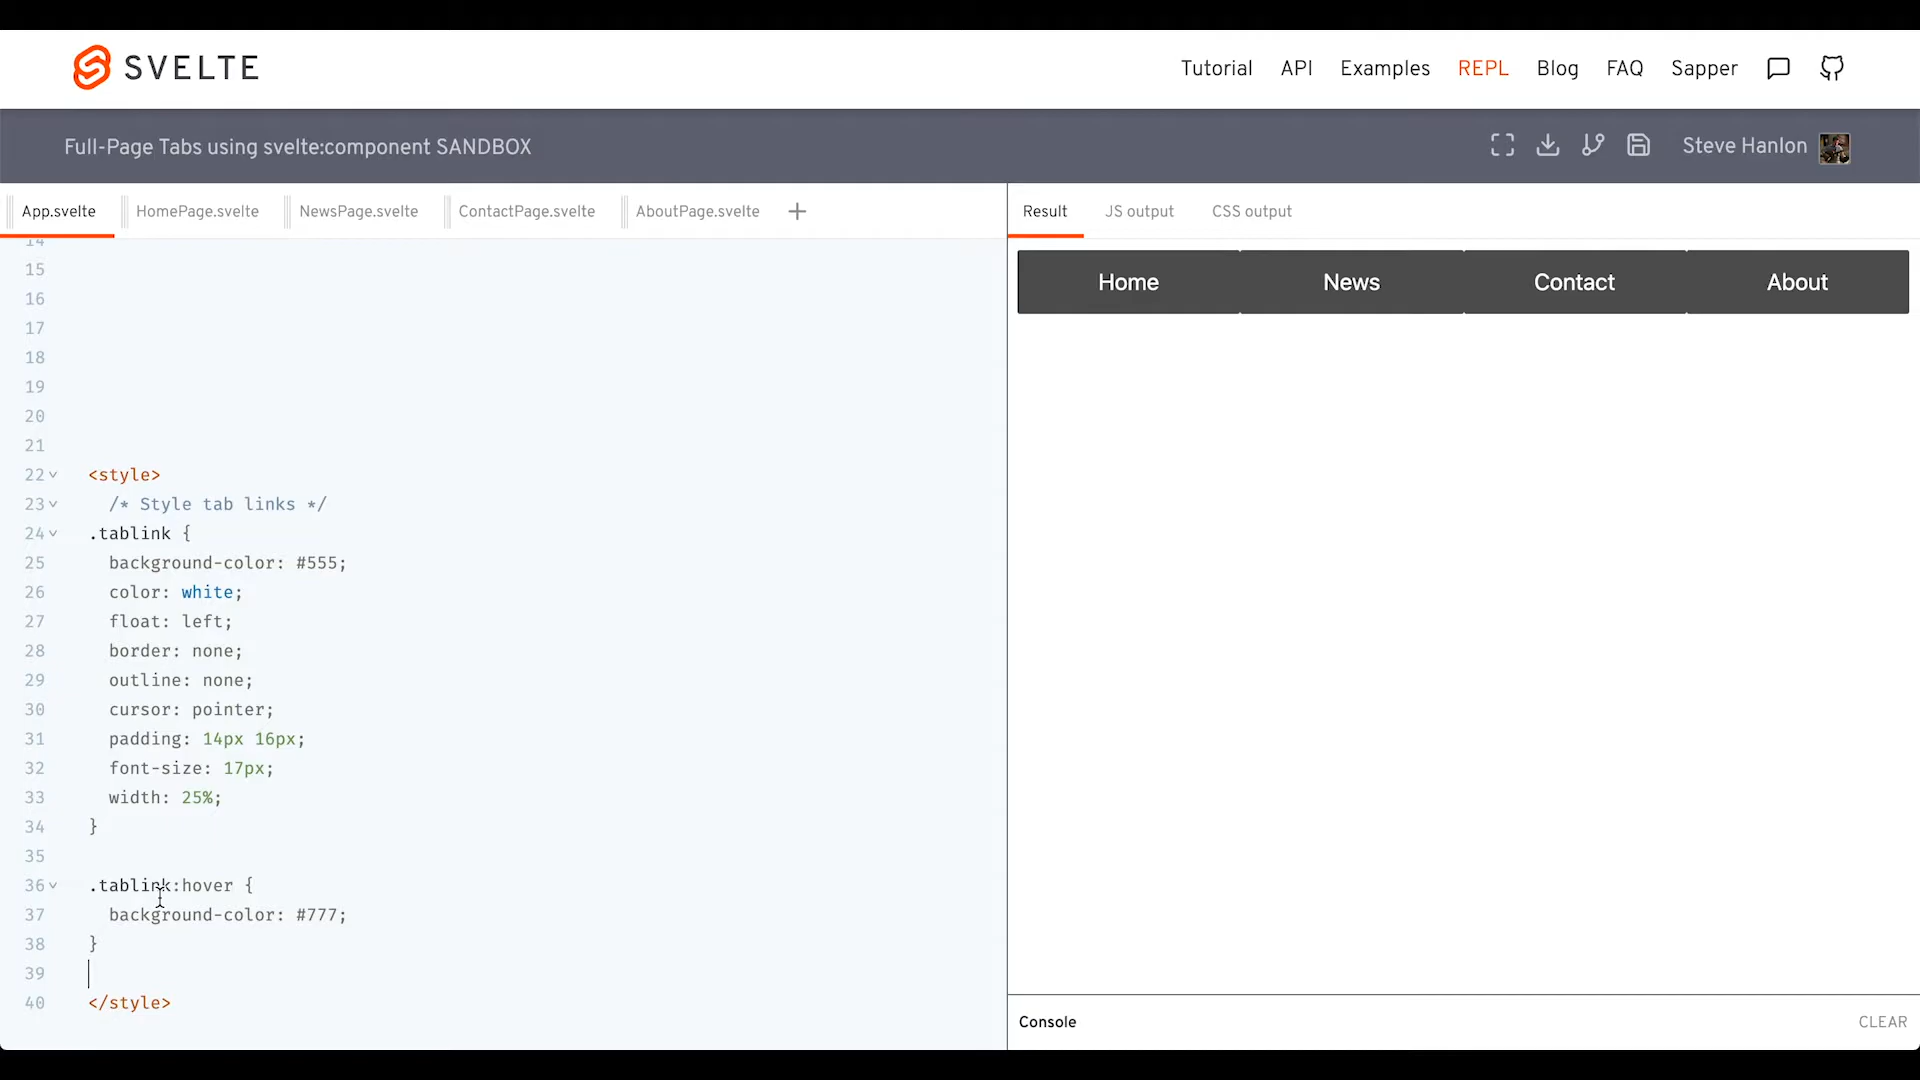 SVELTE
Tutorial API Examples REPL Blog FAQ Sapper
Full-Page Tabs using svelte:component SANDBOX
Steve Hanlon
App.svelte HomePage.svelte NewsPage.svelte ContactPage.svelte AboutPage.svelte +
Result JS output CSS output
Home News Contact About
14
15
16
17
18
19
20
21
22 <style>
23 /* Style tab links */
24 .tablink {
25 background-color: #555;
26 color: white;
27 float: left;
28 border: none;
29 outline: none;
30 cursor: pointer;
31 padding: 14px 16px;
32 font-size: 17px;
33 width: 25%;
34 }
35
36 .tablink:hover {
37 background-color: #777;
38 }
39
40 </style>
Console CLEAR